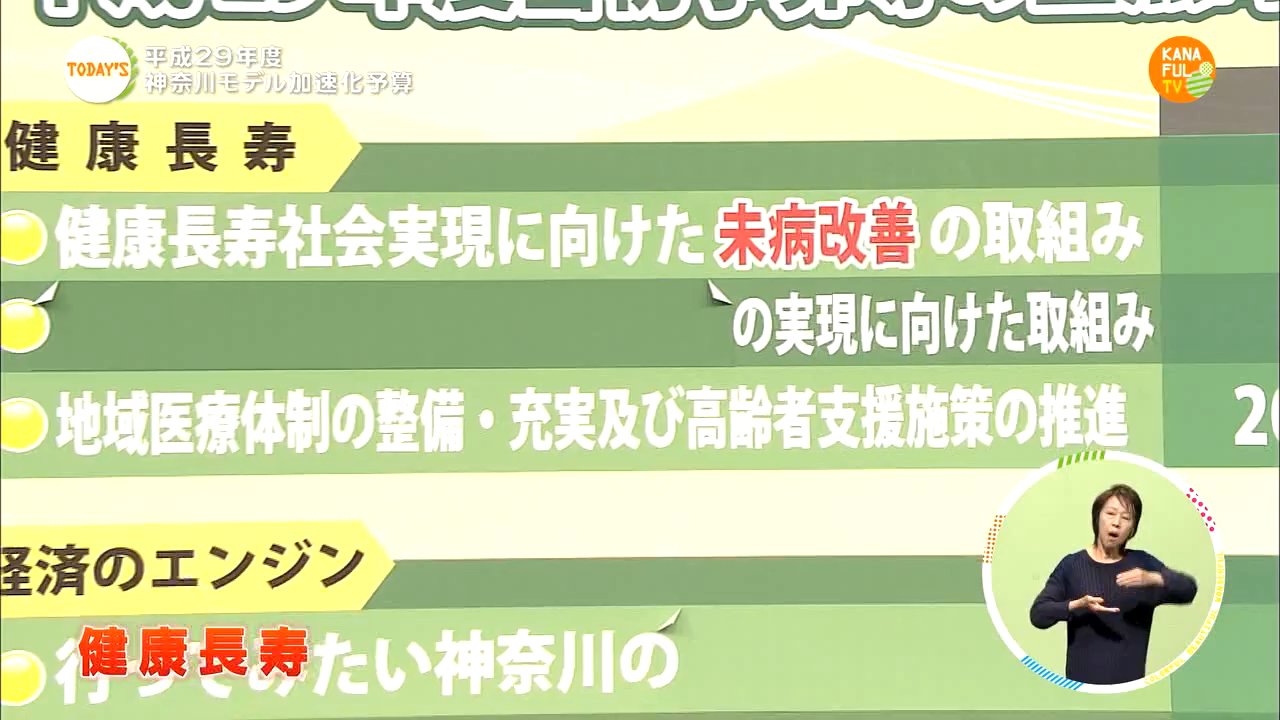 TODAY'S
平成29年度
神奈川モデル加速化予算
KANA
FUL
TV
健康長寿
健康長寿社会実現に向けた未病改善の取組み
の実現に向けた取組み
地域医療体制の整備・充実及び高齢者支援施策の推進
経済のエンジン
健康長寿
たい神奈川の